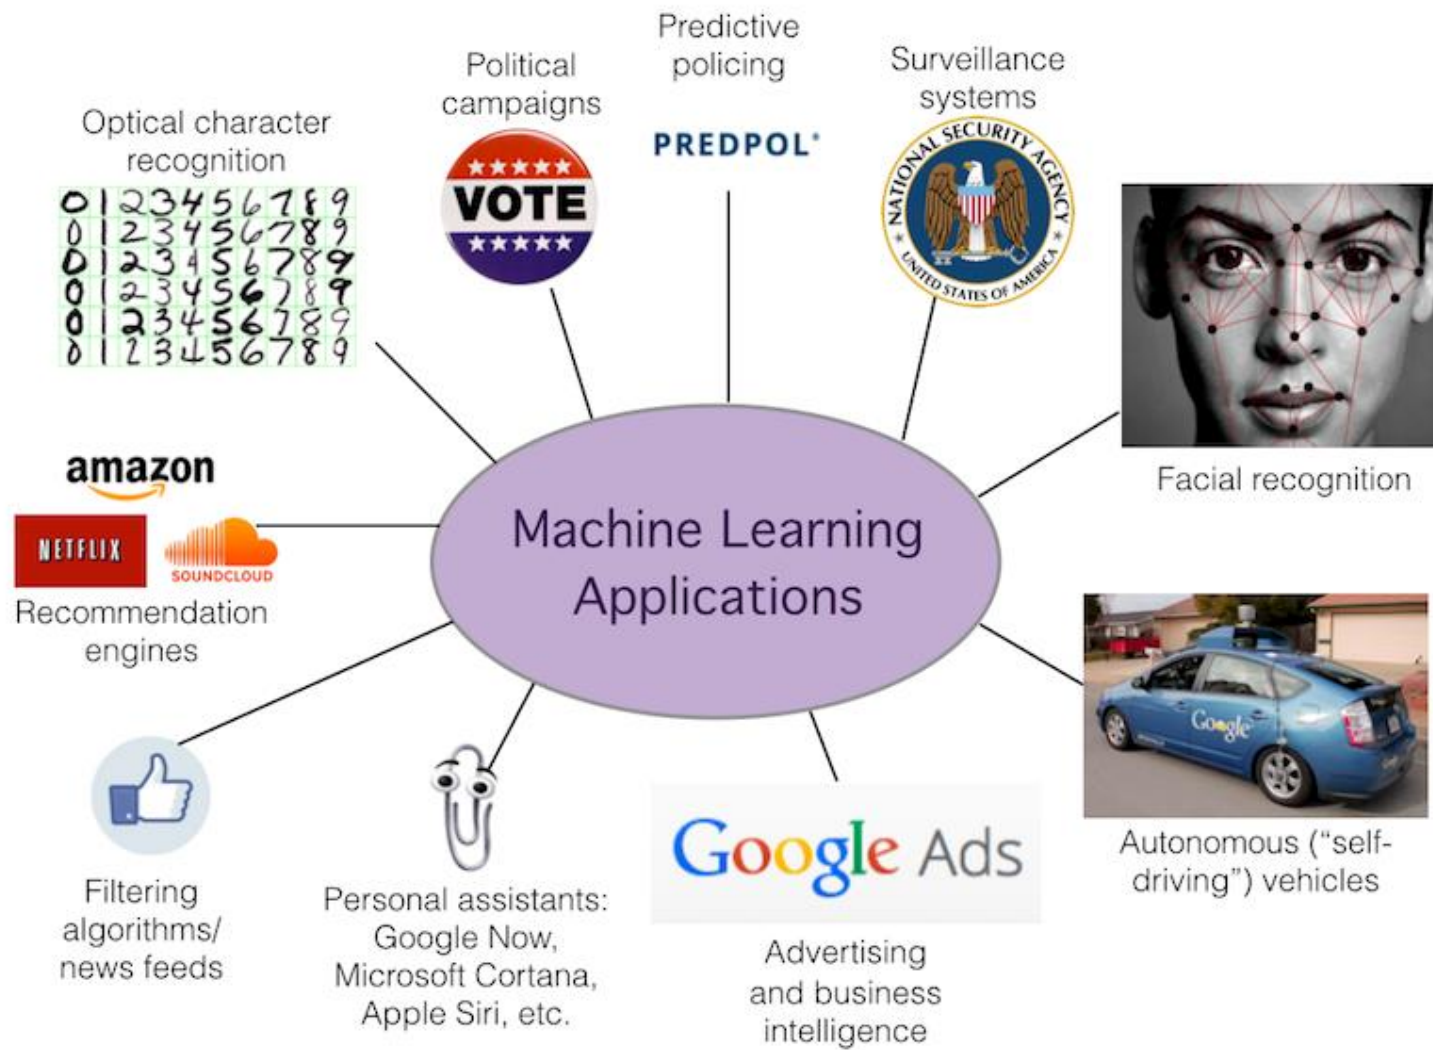 Predictive
policing
PREDPOL®
Political
campaigns
VOTE
Surveillance
systems
NATIONAL SECURITY AGENCY
UNITED STATES OF AMERICA
Optical character
recognition
0 1 2 3 4 5 6 7 8 9
0 1 2 3 4 5 6 7 8 9
0 1 2 3 4 5 6 7 8 9
0 1 2 3 4 5 6 7 8 9
0 1 2 3 4 5 6 7 8 9
0 1 2 3 4 5 6 7 8 9
Facial recognition
amazon
NETFLIX
SOUNDCLOUD
Recommendation
engines
Machine Learning
Applications
Google
Autonomous (“self-
driving”) vehicles
Filtering
algorithms/
news feeds
Personal assistants:
Google Now,
Microsoft Cortana,
Apple Siri, etc.
Google Ads
Advertising
and business
intelligence